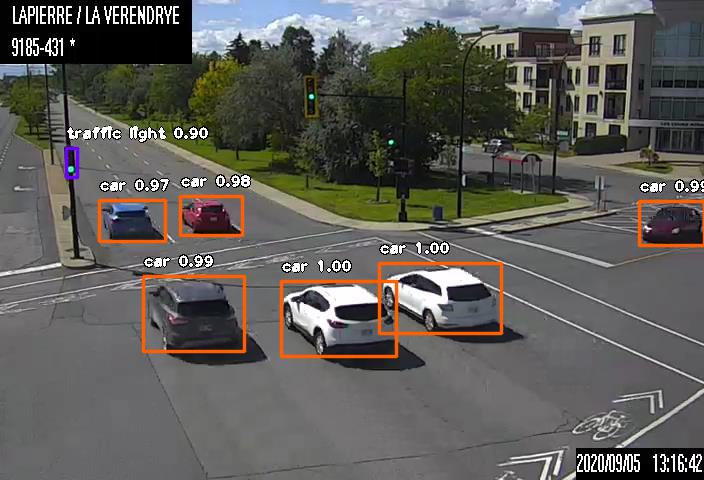 LAPIERRE / LA VERENDRYE
9185-431 *
traffic light 0.90
car 0.97
car 0.98
car 0.99
car 0.99
car 1.00
car 1.00
2020/09/05 13:16:42